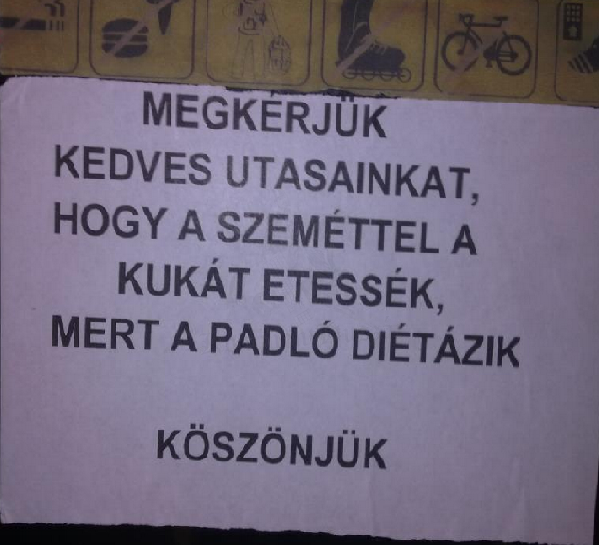 MEGKÉRJÜK
KEDVES UTASAINKAT,
HOGY A SZEMÉTTEL A
KUKÁT ETESSÉK,
MERT A PADLÓ DIÉTÁZIK
KÖSZÖNJÜK